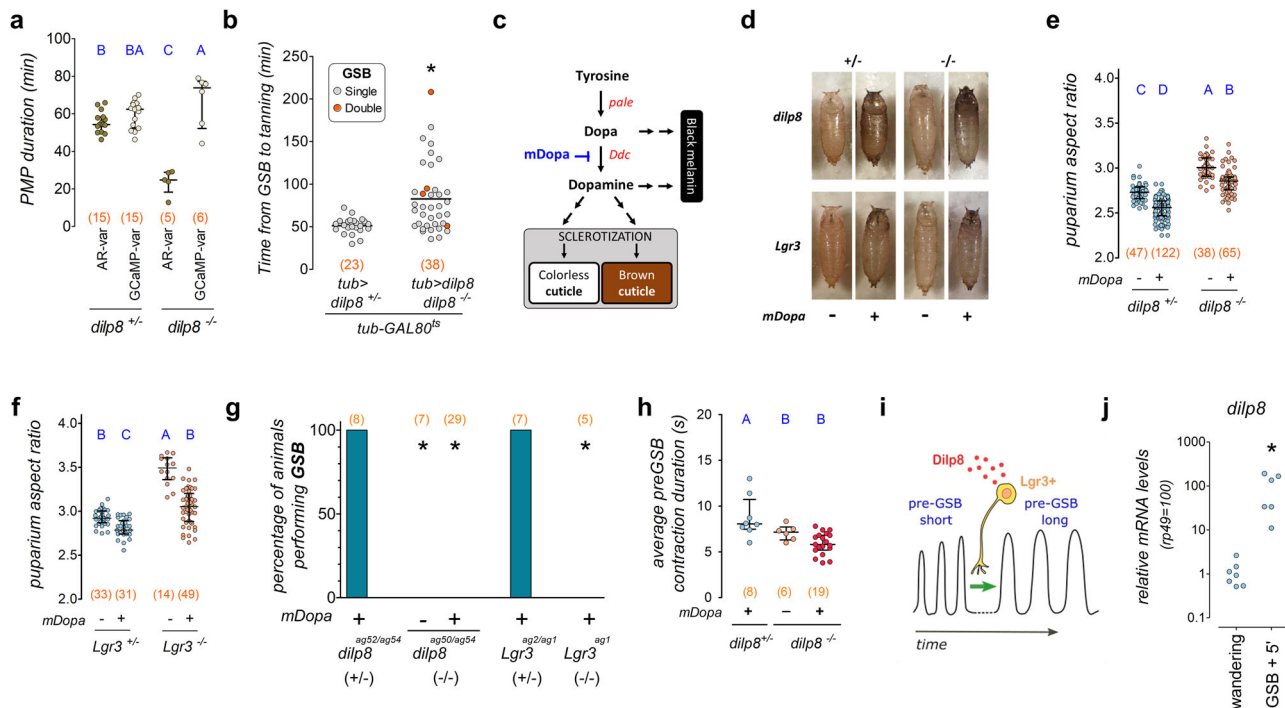 a
PMP duration (min)
100
80
60
40
20
0
B BA C A
(15) (15) (5) (6)
AR-var
GCaMP-var
AR-var
GCaMP-var
dilp8 +/-
dilp8 -/-
b
Time from GSB to tanning (min)
250
200
150
100
50
0
GSB
Single
Double
*
(23) (38)
tub> tub>dilp8
dilp8 +/- dilp8 -/-
tub-GAL80ts
c
Tyrosine
pale
Dopa
mDopa
Ddc
Dopamine
Black melanin
SCLEROTIZATION
Colorless
cuticle
Brown
cuticle
d
+/- -/-
dilp8
Lgr3
mDopa - + - +
e
puparium aspect ratio
4.0
3.5
3.0
2.5
2.0
C D A B
(47) (122) (38) (65)
mDopa - + - +
dilp8 +/- dilp8 -/-
f
puparium aspect ratio
4.0
3.5
3.0
2.5
2.0
B C A B
(33) (31) (14) (49)
mDopa - + - +
Lgr3 +/- Lgr3 -/-
g
percentage of animals
performing GSB
100
80
60
40
20
0
(8) (7) (29) (7) (5)
* * *
mDopa + - + + +
ag52/ag54 ag50/ag54 ag2/ag1 ag1
dilp8 dilp8 Lgr3 Lgr3
(+/-) (-/-) (+/-) (-/-)
h
average preGSB
contraction duration (s)
20
15
10
5
0
A B B
(8) (6) (19)
mDopa + – +
dilp8+/- dilp8 -/-
i
Dilp8
Lgr3+
pre-GSB
short
pre-GSB
long
time
j
dilp8
relative mRNA levels
(rp49=100)
1000
100
10
1
0.1
*
wandering
GSB + 5'